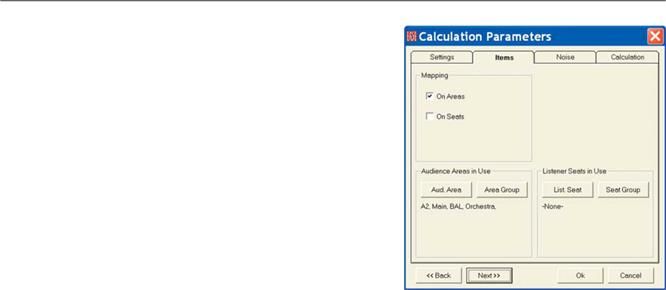 Calculation Parameters
Settings Items Noise Calculation
Mapping
On Areas
On Seats
Audience Areas in Use Listener Seats in Use
Aud. Area Area Group List. Seat Seat Group
A2, Main, BAL, Orchestra, -None-
<< Back Next >> Ok Cancel